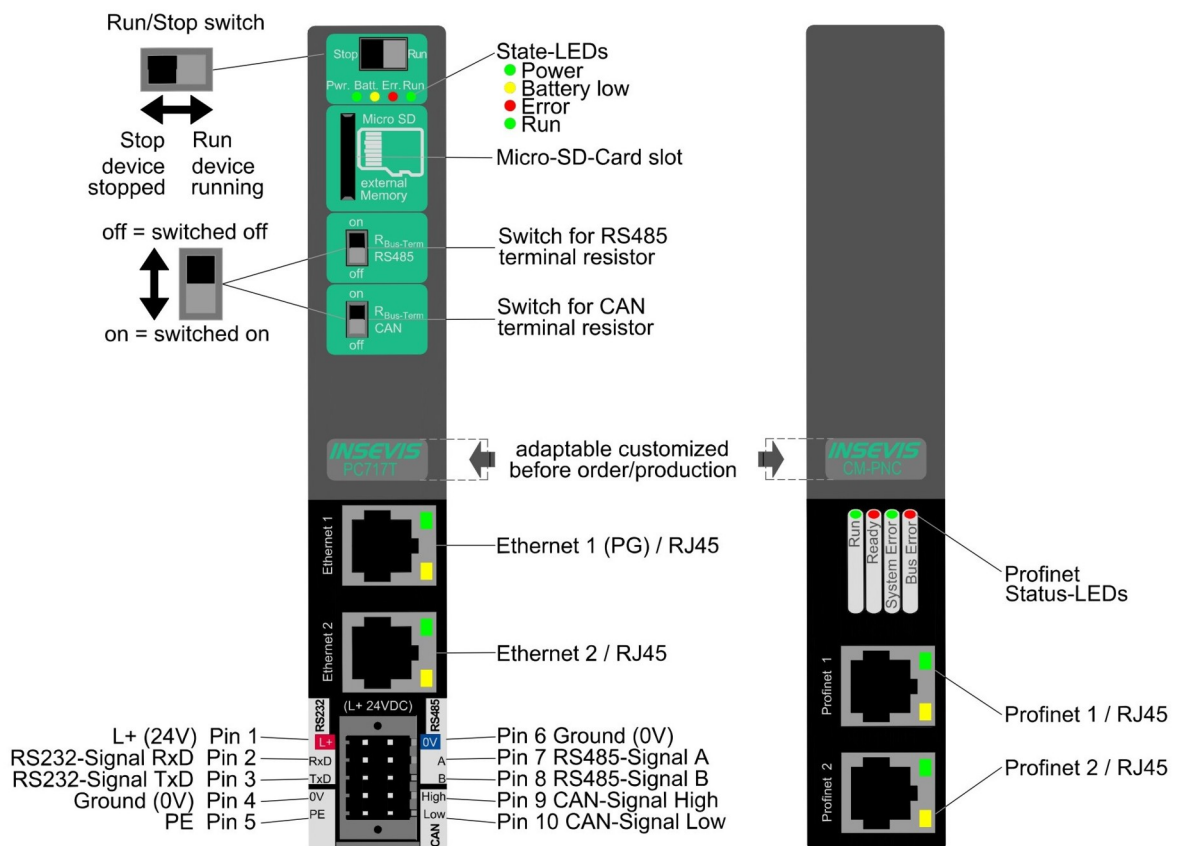 Run/Stop switch
Stop Run
device device
stopped running
off = switched off
on = switched on
Stop Run
Pwr. Batt. Err. Run
Micro SD
external
Memory
on
RBus-Term
RS485
off
on
RBus-Term
CAN
off
State-LEDs
Power
Battery low
Error
Run
Micro-SD-Card slot
Switch for RS485
terminal resistor
Switch for CAN
terminal resistor
INSEVIS
PC717T
adaptable customized
before order/production
INSEVIS
CM-PNC
Ethernet 1
Ethernet 1 (PG) / RJ45
Ethernet 2
Ethernet 2 / RJ45
RS232
(L+ 24VDC)
RS485
L+ (24V) Pin 1
RS232-Signal RxD Pin 2
RS232-Signal TxD Pin 3
Ground (0V) Pin 4
PE Pin 5
L+
RxD
TxD
0V
PE
0V
A
B
High
Low
CAN
Pin 6 Ground (0V)
Pin 7 RS485-Signal A
Pin 8 RS485-Signal B
Pin 9 CAN-Signal High
Pin 10 CAN-Signal Low
Run
Ready
System Error
Bus Error
Profinet
Status-LEDs
Profinet 1
Profinet 1 / RJ45
Profinet 2
Profinet 2 / RJ45